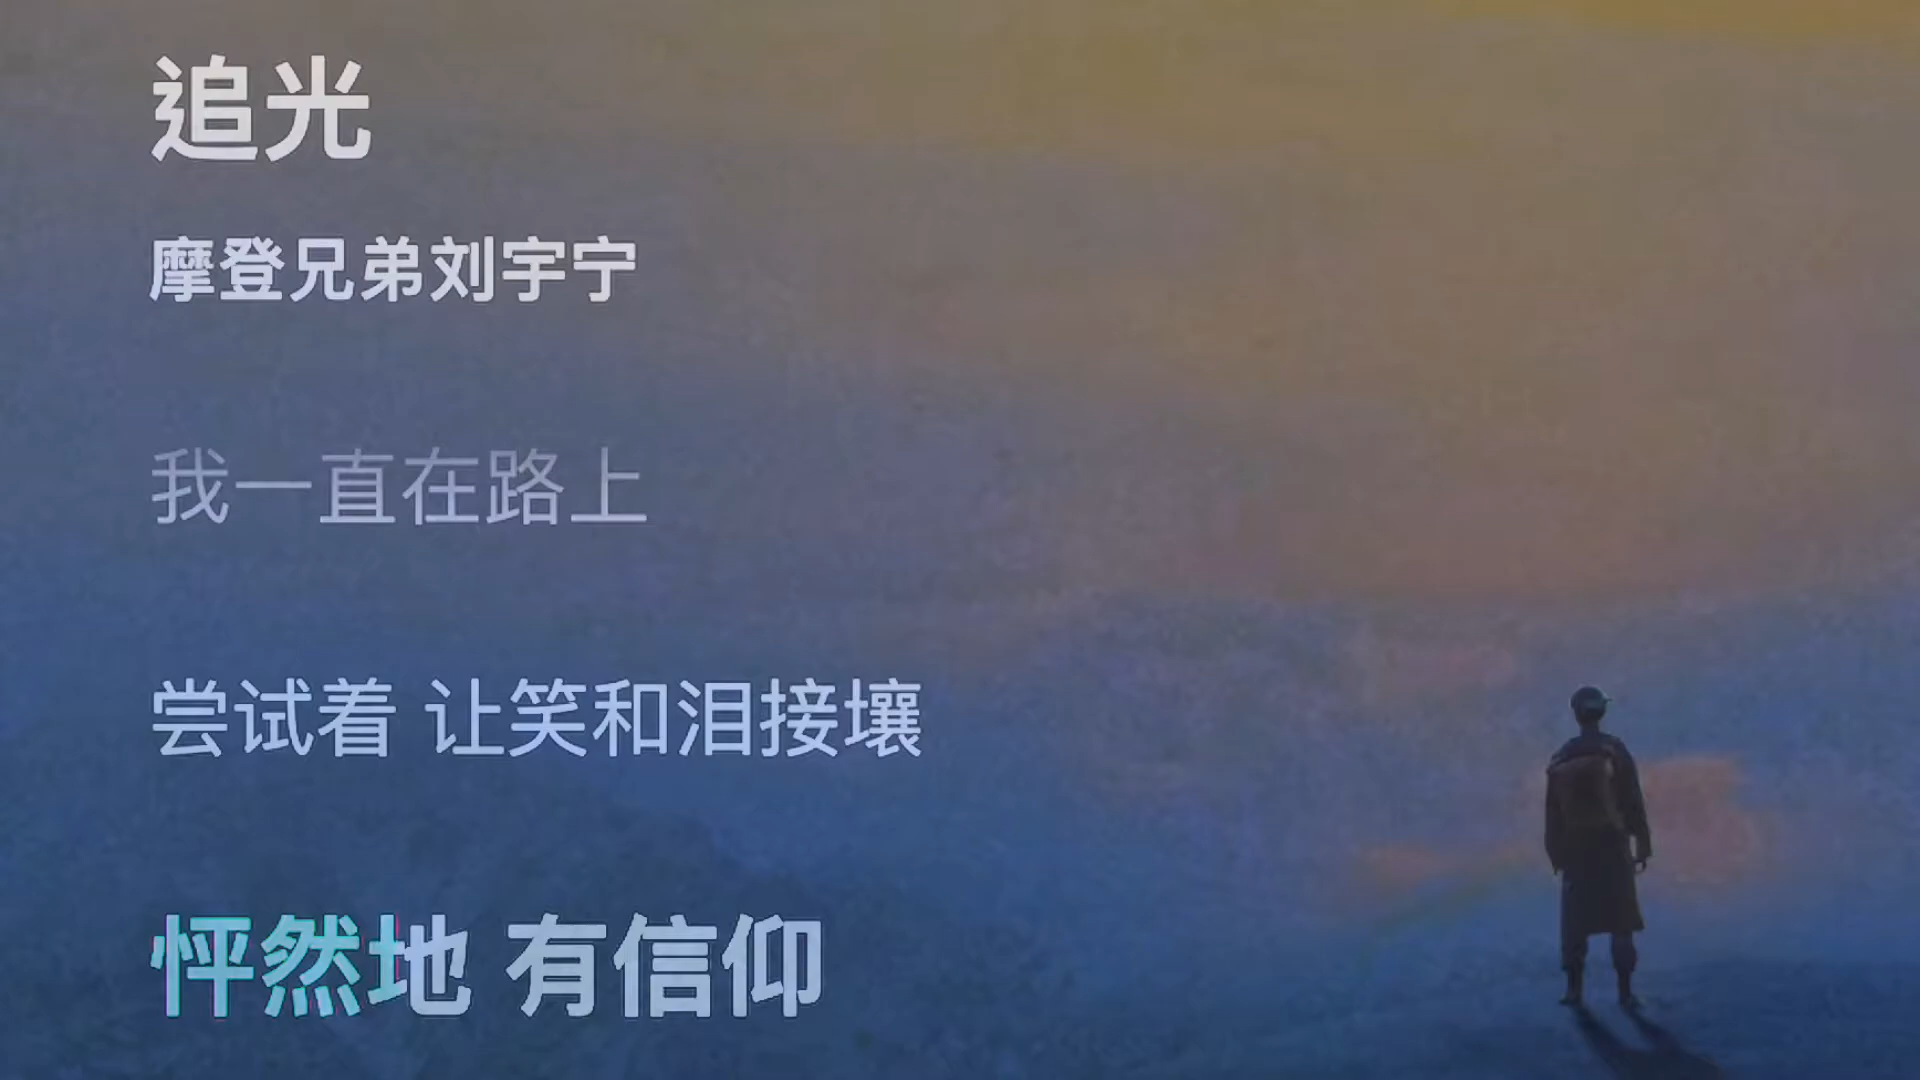 追光
摩登兄弟刘宇宁
我一直在路上
尝试着 让笑和泪接壤
怦然地 有信仰